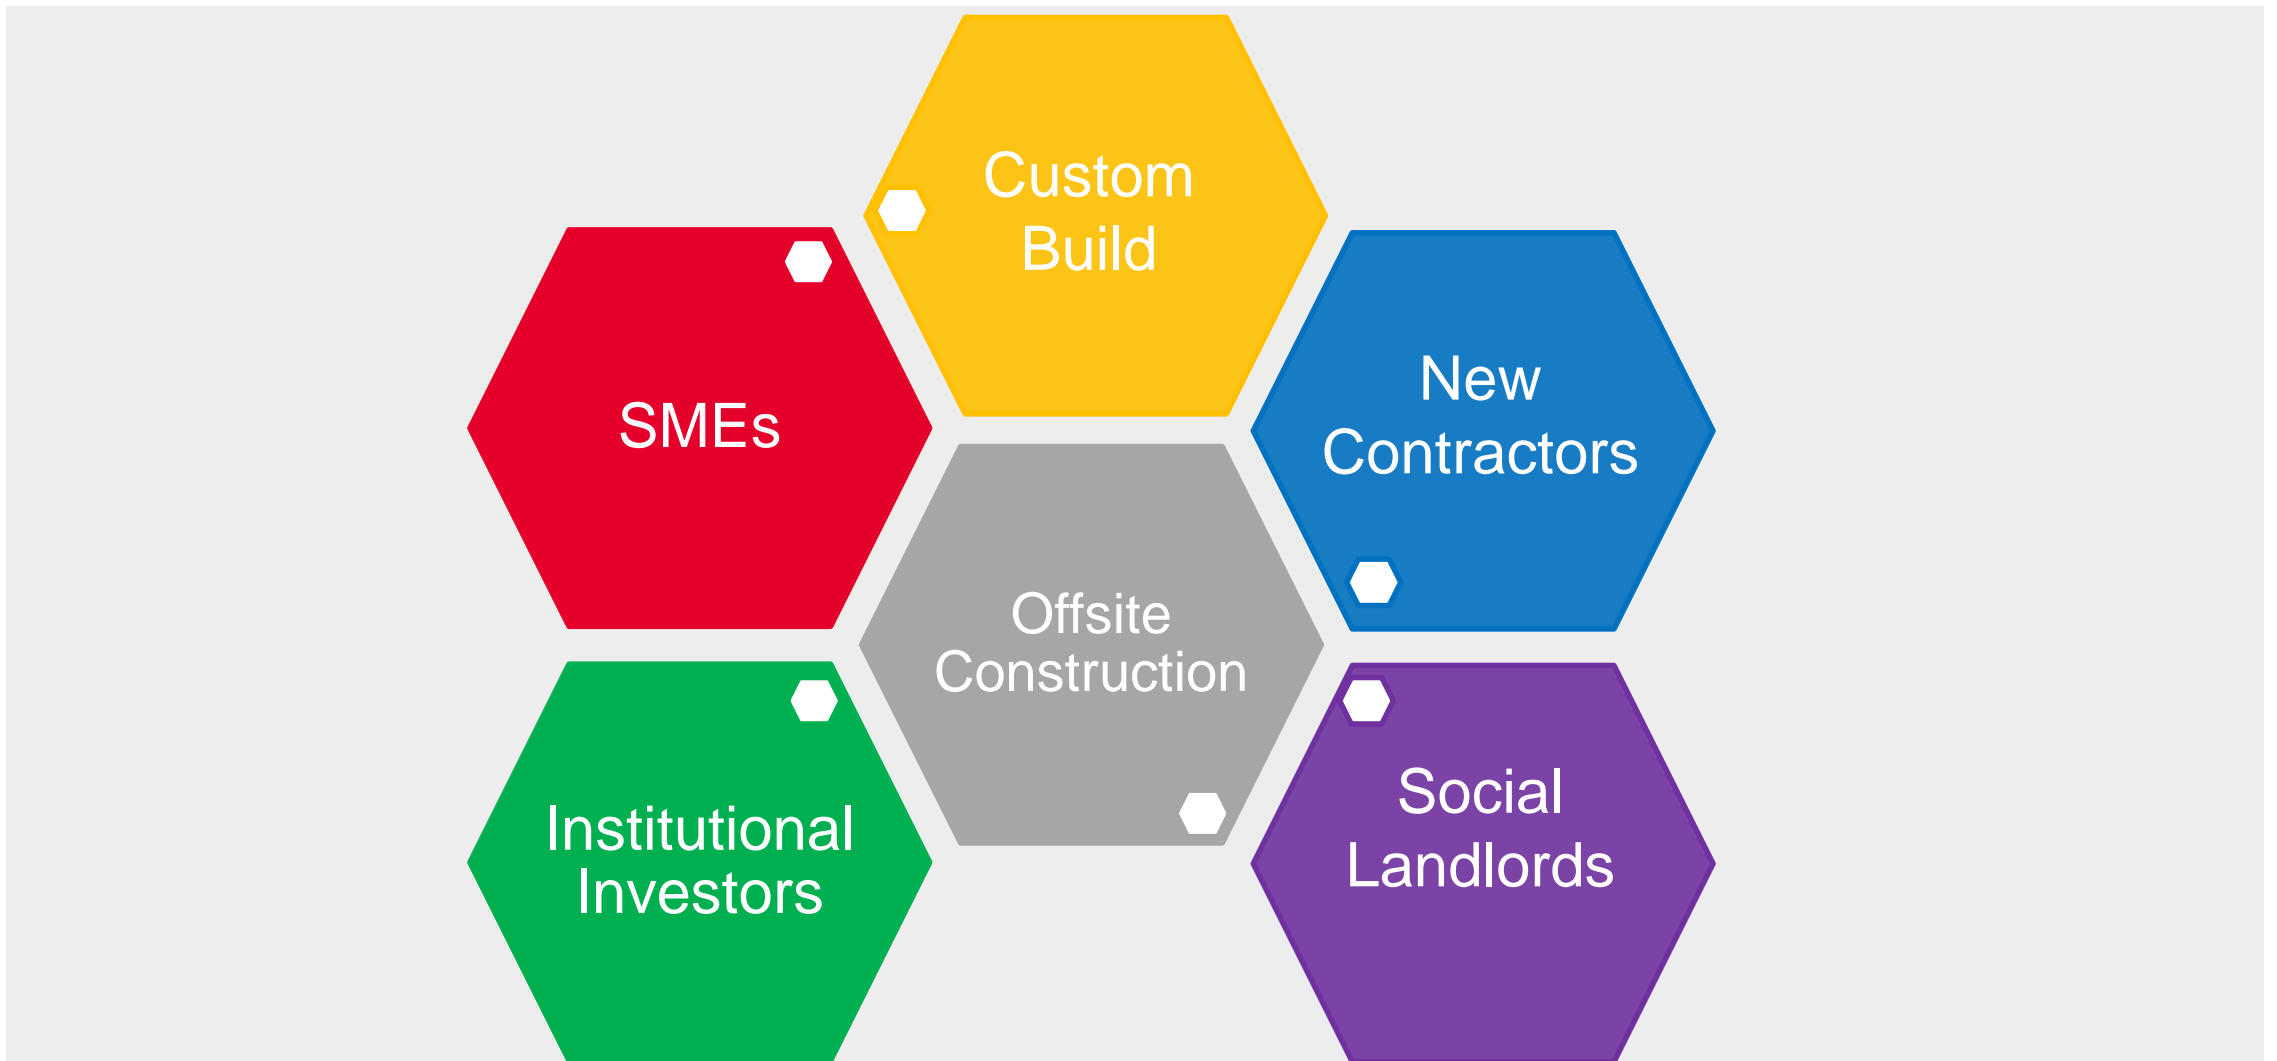 Custom
Build
SMEs
New
Contractors
Offsite
Construction
Institutional
Investors
Social
Landlords